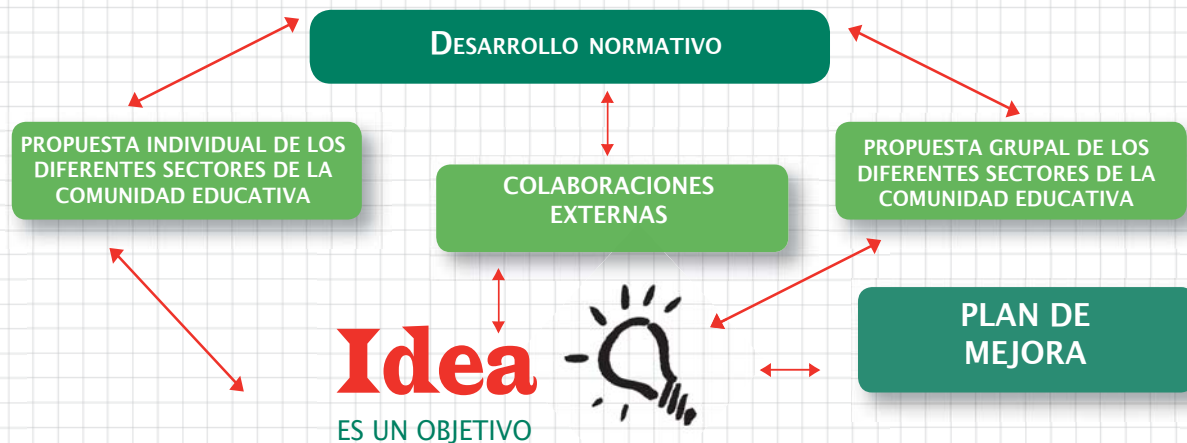 DESARROLLO NORMATIVO
PROPUESTA INDIVIDUAL DE LOS
DIFERENTES SECTORES DE LA
COMUNIDAD EDUCATIVA
COLABORACIONES
EXTERNAS
PROPUESTA GRUPAL DE LOS
DIFERENTES SECTORES DE LA
COMUNIDAD EDUCATIVA
Idea
ES UN OBJETIVO
PLAN DE
MEJORA